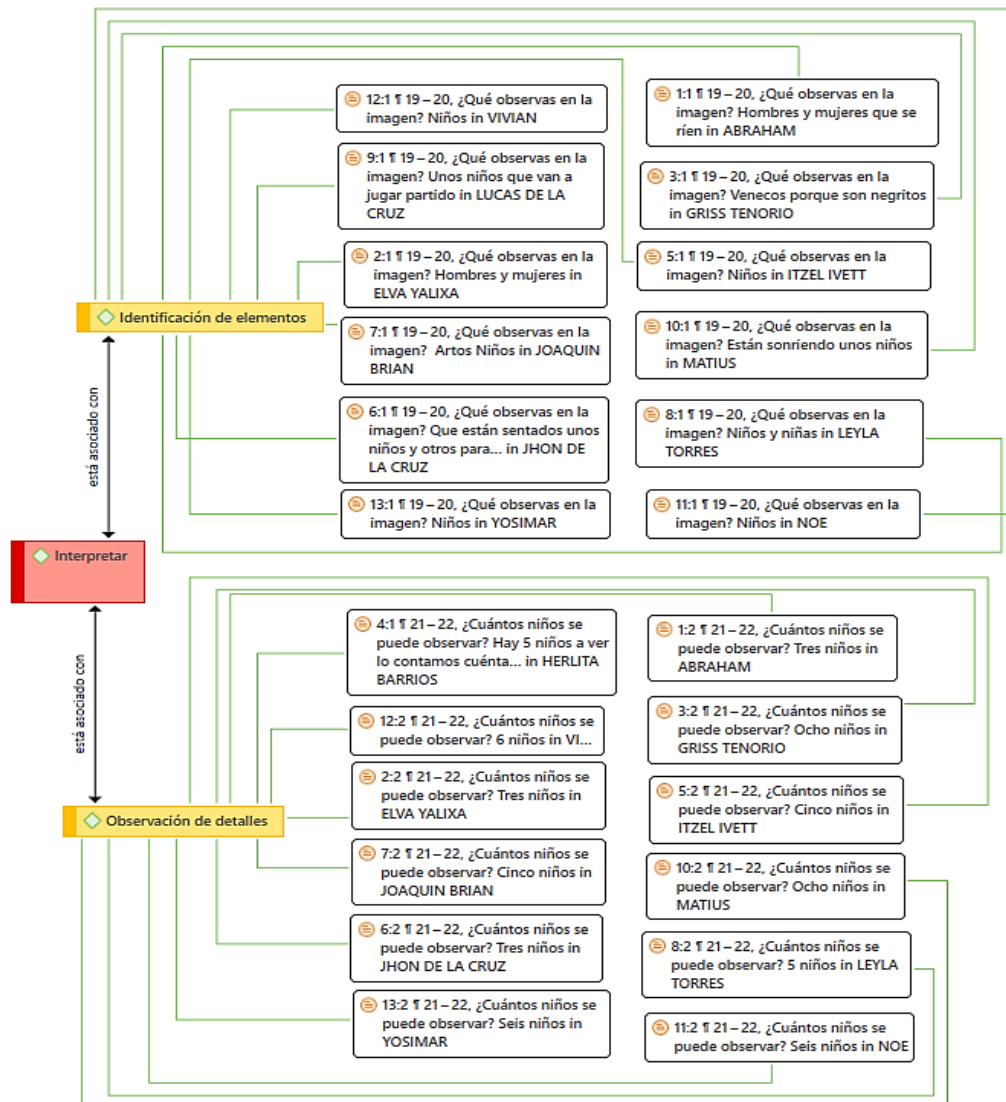 12:1 ¶ 19 – 20, ¿Qué observas en la
imagen? Niños in VIVIAN
1:1 ¶ 19 – 20, ¿Qué observas en la
imagen? Hombres y mujeres que se
ríen in ABRAHAM
9:1 ¶ 19 – 20, ¿Qué observas en la
imagen? Unos niños que van a
jugar partido in LUCAS DE LA
CRUZ
3:1 ¶ 19 – 20, ¿Qué observas en la
imagen? Venecos porque son negritos
in GRISS TENORIO
2:1 ¶ 19 – 20, ¿Qué observas en la
imagen? Hombres y mujeres in
ELVA YALIXA
5:1 ¶ 19 – 20, ¿Qué observas en la
imagen? Niños in ITZEL IVETT
Identificación de elementos
7:1 ¶ 19 – 20, ¿Qué observas en la
imagen?  Artos Niños in JOAQUIN
BRIAN
10:1 ¶ 19 – 20, ¿Qué observas en la
imagen? Están sonriendo unos niños
in MATIUS
6:1 ¶ 19 – 20, ¿Qué observas en la
imagen? Que están sentados unos
niños y otros para... in JHON DE
LA CRUZ
8:1 ¶ 19 – 20, ¿Qué observas en la
imagen? Niños y niñas in LEYLA
TORRES
13:1 ¶ 19 – 20, ¿Qué observas en la
imagen? Niños in YOSIMAR
11:1 ¶ 19 – 20, ¿Qué observas en la
imagen? Niños in NOE
está asociado con
Interpretar
está asociado con
4:1 ¶ 21 – 22, ¿Cuántos niños se
puede observar? Hay 5 niños a ver
lo contamos cuénta... in HERLITA
BARRIOS
1:2 ¶ 21 – 22, ¿Cuántos niños se
puede observar? Tres niños in
ABRAHAM
12:2 ¶ 21 – 22, ¿Cuántos niños se
puede observar? 6 niños in VI...
3:2 ¶ 21 – 22, ¿Cuántos niños se
puede observar? Ocho niños in
GRISS TENORIO
2:2 ¶ 21 – 22, ¿Cuántos niños se
puede observar? Tres niños in
ELVA YALIXA
5:2 ¶ 21 – 22, ¿Cuántos niños se
puede observar? Cinco niños in
ITZEL IVETT
Observación de detalles
7:2 ¶ 21 – 22, ¿Cuántos niños se
puede observar? Cinco niños in
JOAQUIN BRIAN
10:2 ¶ 21 – 22, ¿Cuántos niños se
puede observar? Ocho niños in
MATIUS
6:2 ¶ 21 – 22, ¿Cuántos niños se
puede observar? Tres niños in
JHON DE LA CRUZ
8:2 ¶ 21 – 22, ¿Cuántos niños se
puede observar? 5 niños in LEYLA
TORRES
13:2 ¶ 21 – 22, ¿Cuántos niños se
puede observar? Seis niños in
YOSIMAR
11:2 ¶ 21 – 22, ¿Cuántos niños se
puede observar? Seis niños in NOE